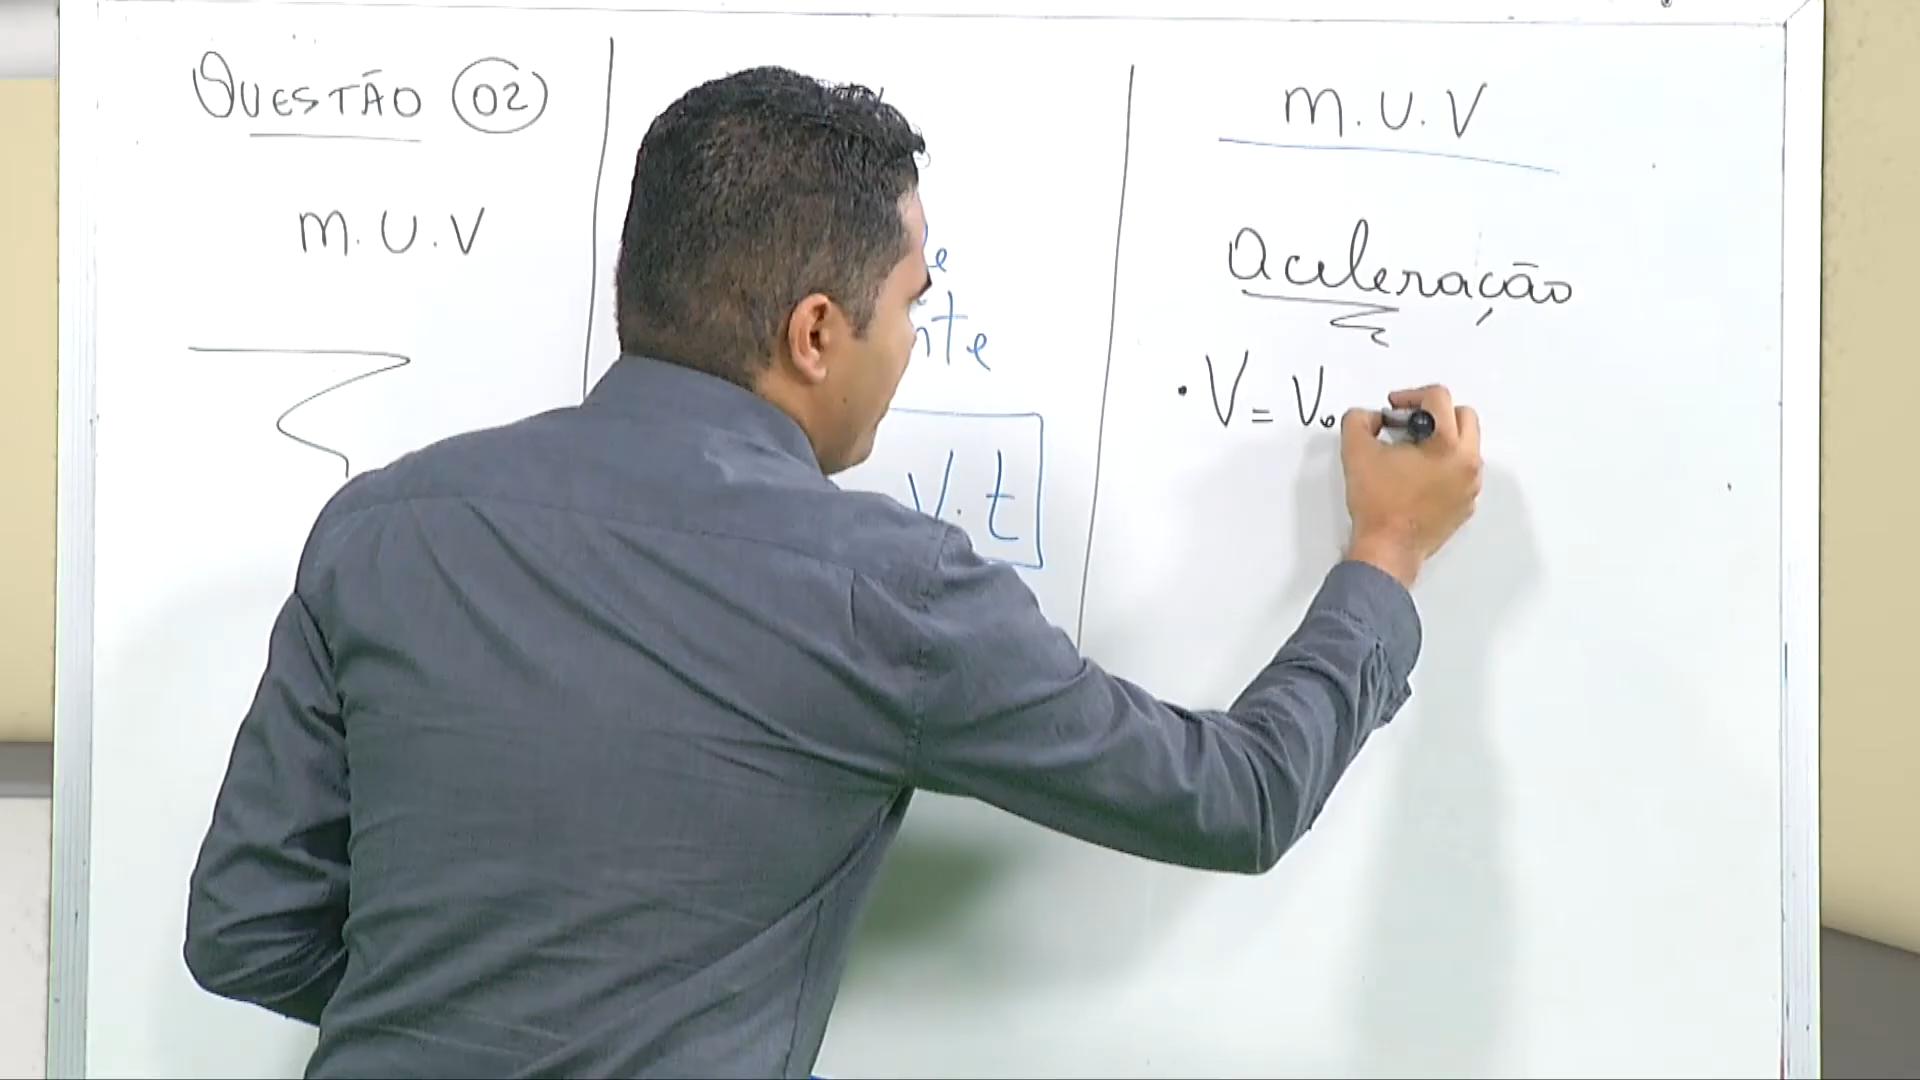 QUESTÃO 02
M.U.V
V.t
M.U.V
Aceleração
• V = V₀